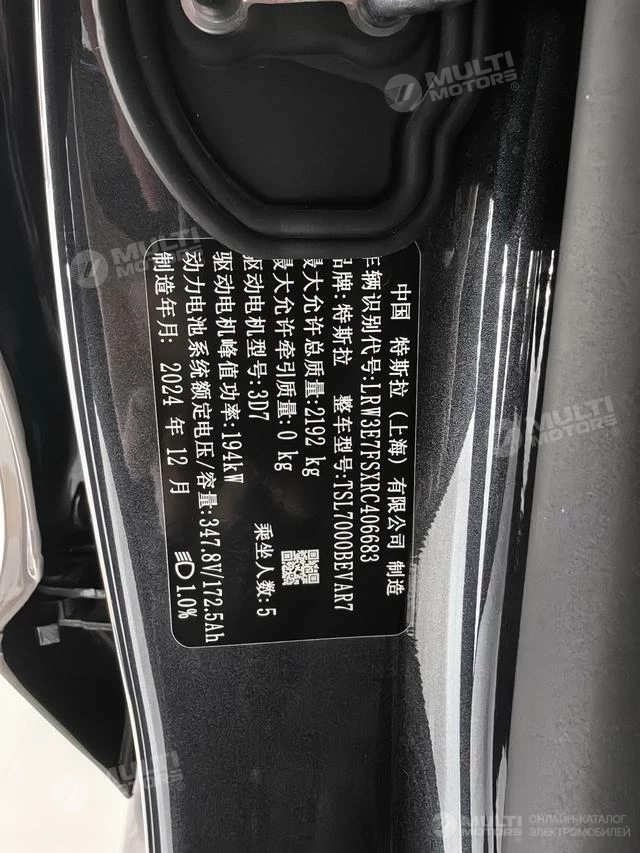 中国 特斯拉（上海）有限公司 制造
车辆识别代号:LRW3E7FSXRC406683
品牌:特斯拉 整车型号:TSL7000BEVAR7
最大允许总质量:2192 kg
最大允许牵引质量:0 kg
驱动电机型号:3D7 乘坐人数:5
驱动电机峰值功率:194kW
动力电池系统额定电压/容量:347.8V/172.5Ah
制造年月: 2024 年 12 月 1.0%
MULTI
MOTORS®
MULTI
MOTORS
MULTI
MOTORS
MULTI
MOTORS
MULTI
MOTORS
ОНЛАЙН-КАТАЛОГ
ЭЛЕКТРОМОБИЛЕЙ